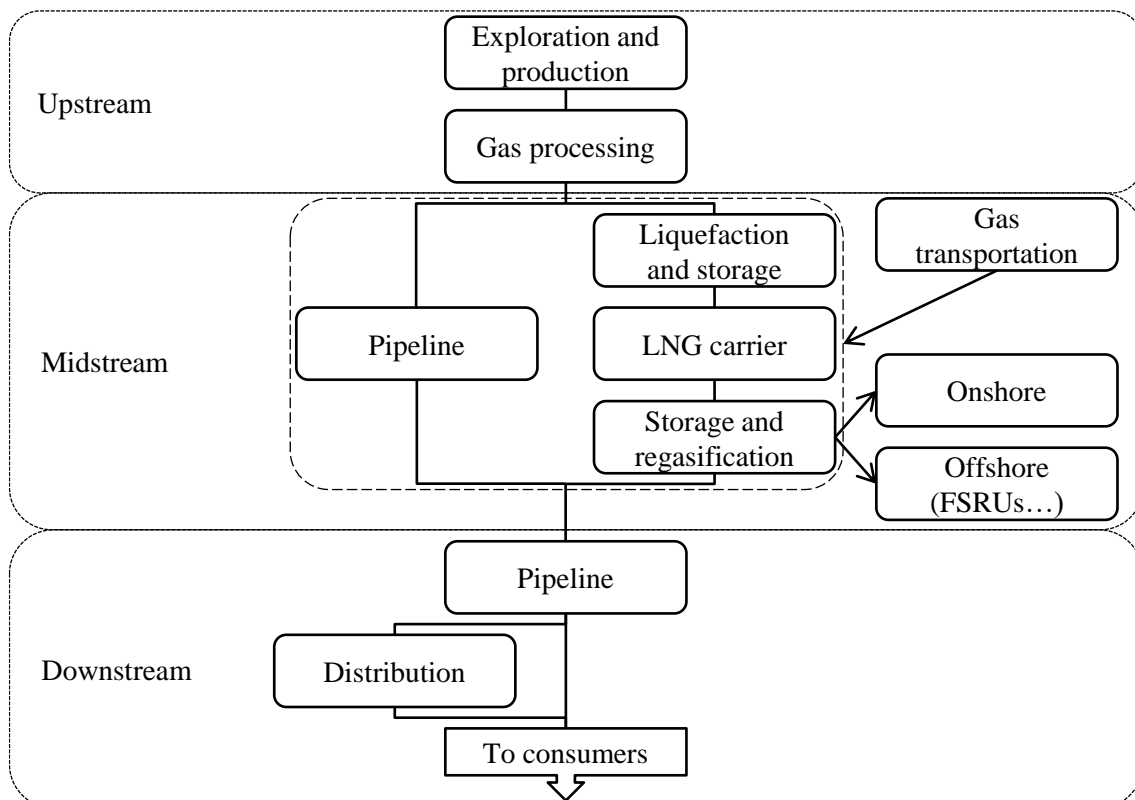 Exploration and
production
Upstream
Gas processing
Liquefaction
and storage
Gas
transportation
Pipeline
LNG carrier
Midstream
Onshore
Storage and
regasification
Offshore
(FSRUs…)
Pipeline
Downstream
Distribution
To consumers